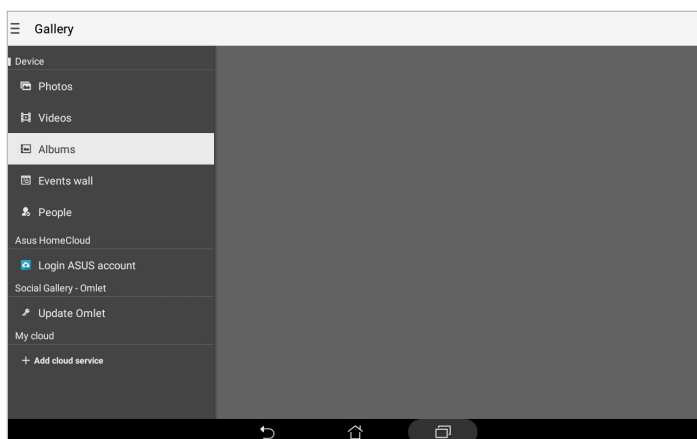 Gallery
Device
Photos
Videos
Albums
Events wall
People
Asus HomeCloud
Login ASUS account
Social Gallery - Omlet
Update Omlet
My cloud
+ Add cloud service